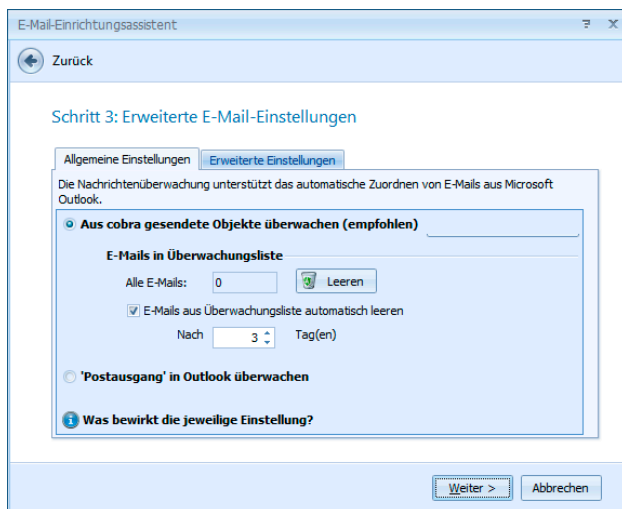 E-Mail-Einrichtungsassistent
Zurück
Schritt 3: Erweiterte E-Mail-Einstellungen
Allgemeine Einstellungen Erweiterte Einstellungen
Die Nachrichtenüberwachung unterstützt das automatische Zuordnen von E-Mails aus Microsoft
Outlook.
Aus cobra gesendete Objekte überwachen (empfohlen)
E-Mails in Überwachungsliste
Alle E-Mails: 0 Leeren
E-Mails aus Überwachungsliste automatisch leeren
Nach 3 Tag(en)
'Postausgang' in Outlook überwachen
Was bewirkt die jeweilige Einstellung?
Weiter > Abbrechen